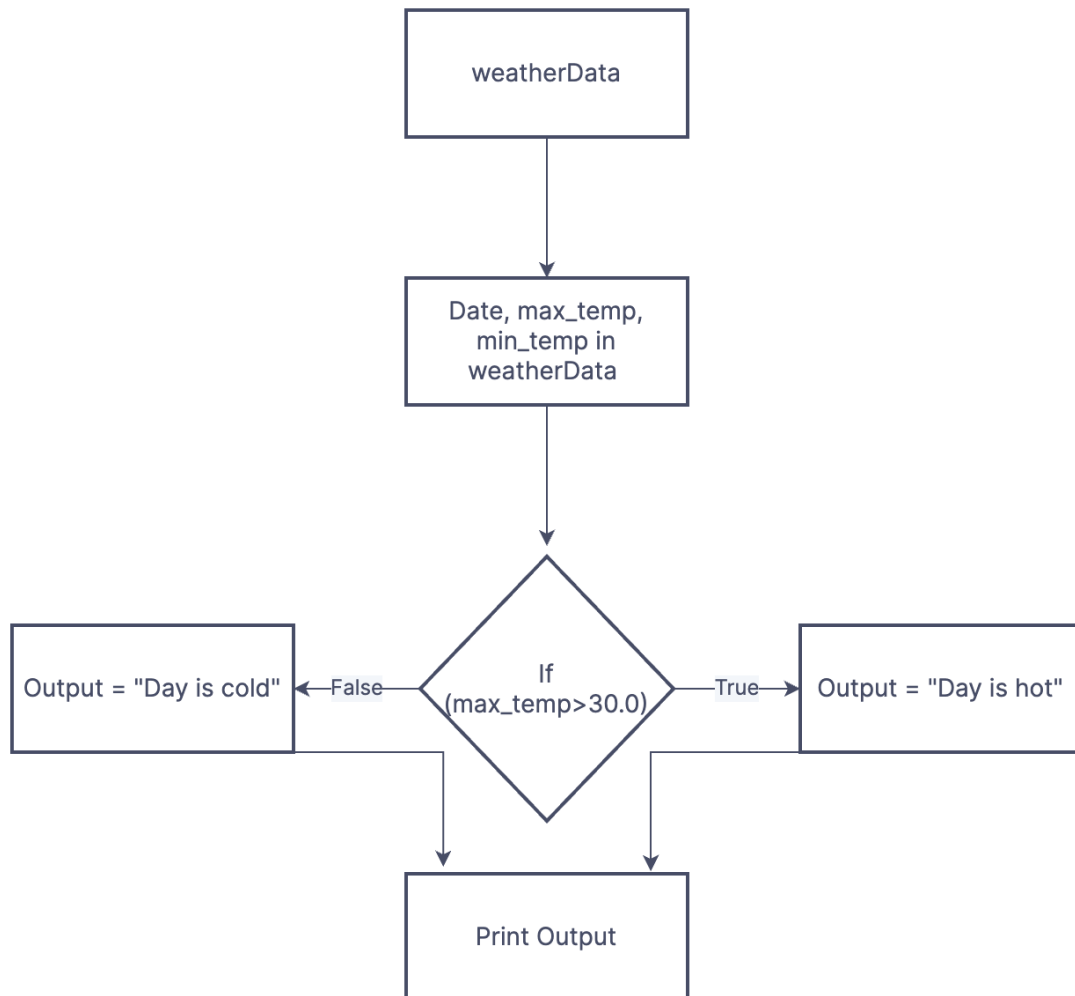 weatherData
Date, max_temp,
min_temp in
weatherData
If
(max_temp>30.0)
False
True
Output = "Day is cold"
Output = "Day is hot"
Print Output